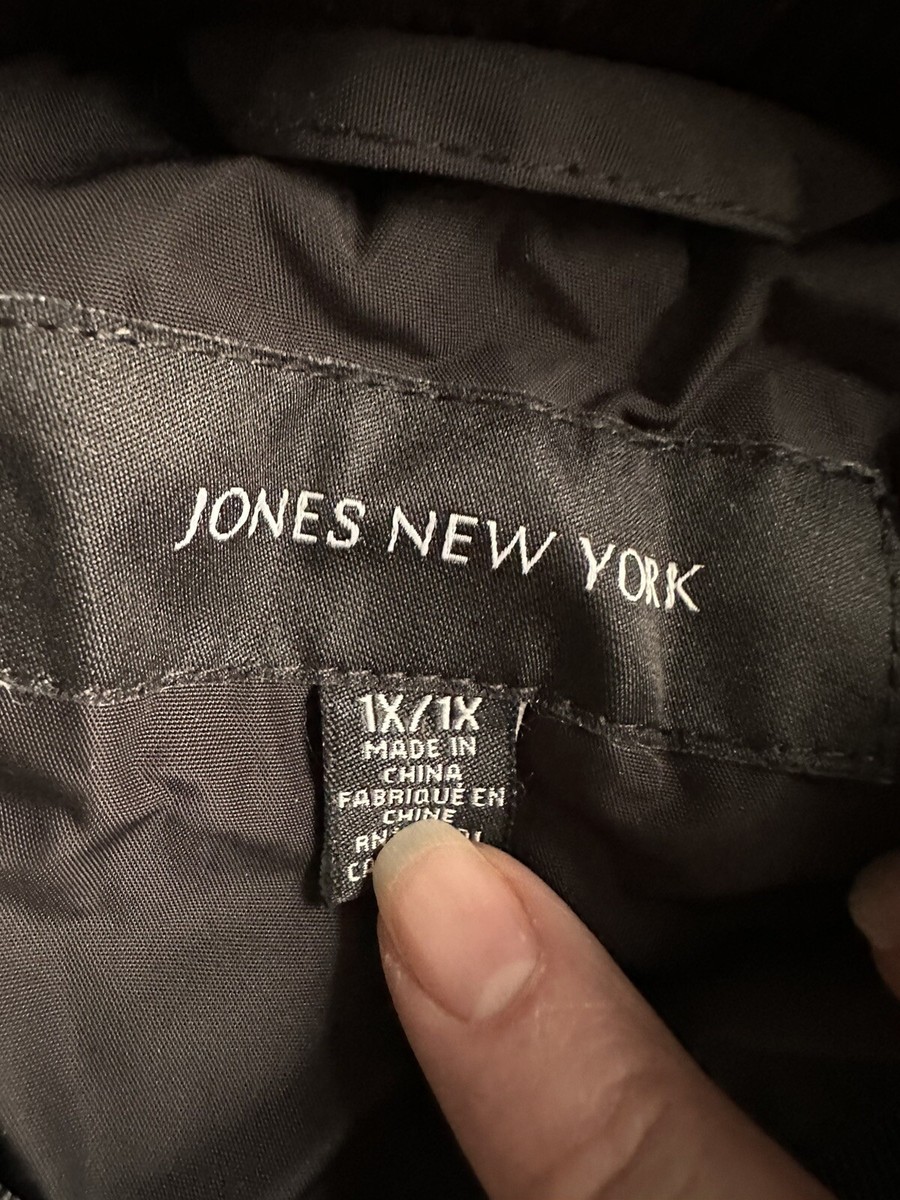 JONES NEW YORK
1X/1X
MADE IN
CHINA
FABRIQUÉ EN
CHINE